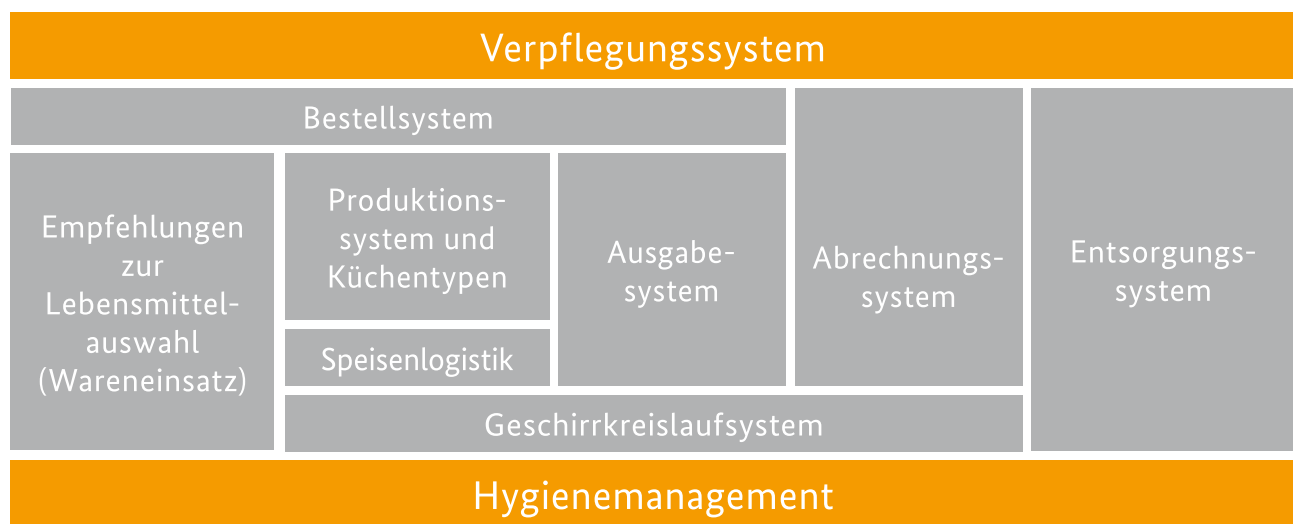 Verpflegungssystem
Bestellsystem
Empfehlungen
zur
Lebensmittel-
auswahl
(Wareneinsatz)
Produktions-
system und
Küchentypen
Speisenlogistik
Ausgabe-
system
Abrechnungs-
system
Entsorgungs-
system
Geschirrkreislaufsystem
Hygienemanagement